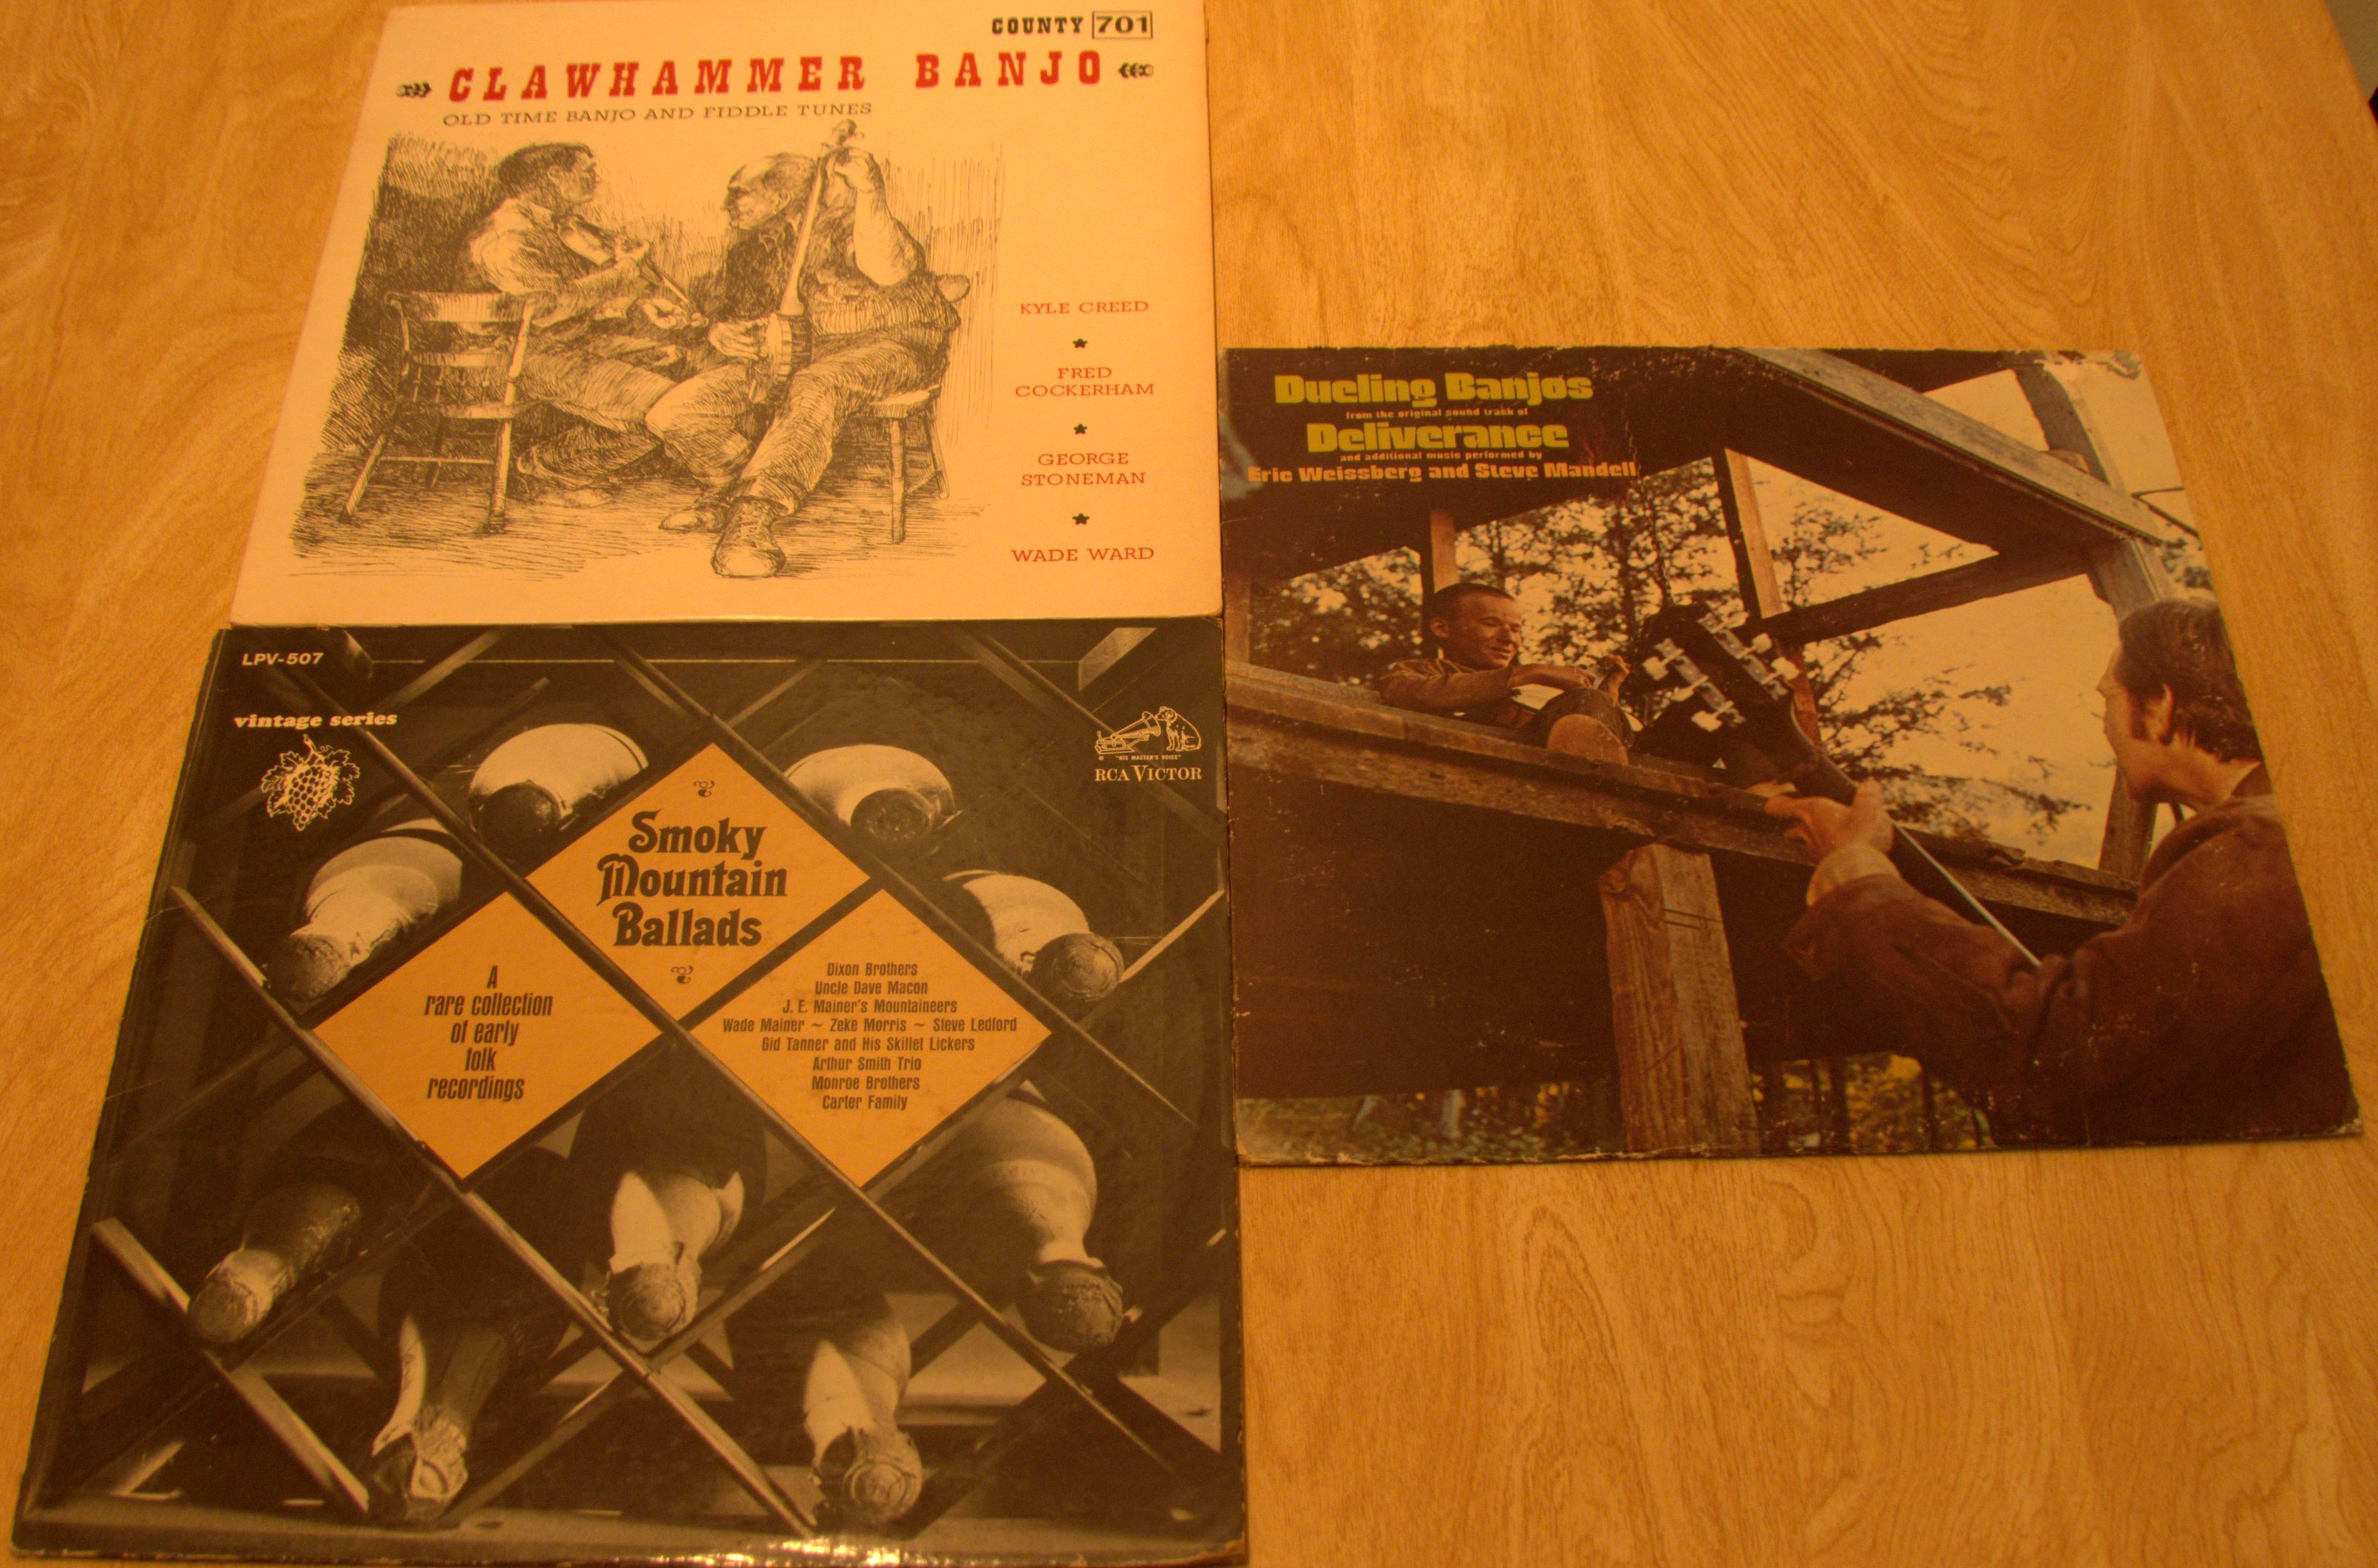 COUNTY 701
CLAWHAMMER BANJO
OLD TIME BANJO AND FIDDLE TUNES
KYLE CREED
FRED
COCKERHAM
GEORGE
STONEMAN
WADE WARD
Dueling Banjos
from the original sound track of
Deliverance
and additional music performed by
Eric Weissberg and Steve Mandell
LPV-507
vintage series
"HIS MASTER'S VOICE"
RCA VICTOR
Smoky
Mountain
Ballads
A
rare collection
of early
folk
recordings
Dixon Brothers
Uncle Dave Macon
J. E. Mainer's Mountaineers
Wade Mainer ~ Zeke Morris ~ Steve Ledford
Gid Tanner and His Skillet Lickers
Arthur Smith Trio
Monroe Brothers
Carter Family